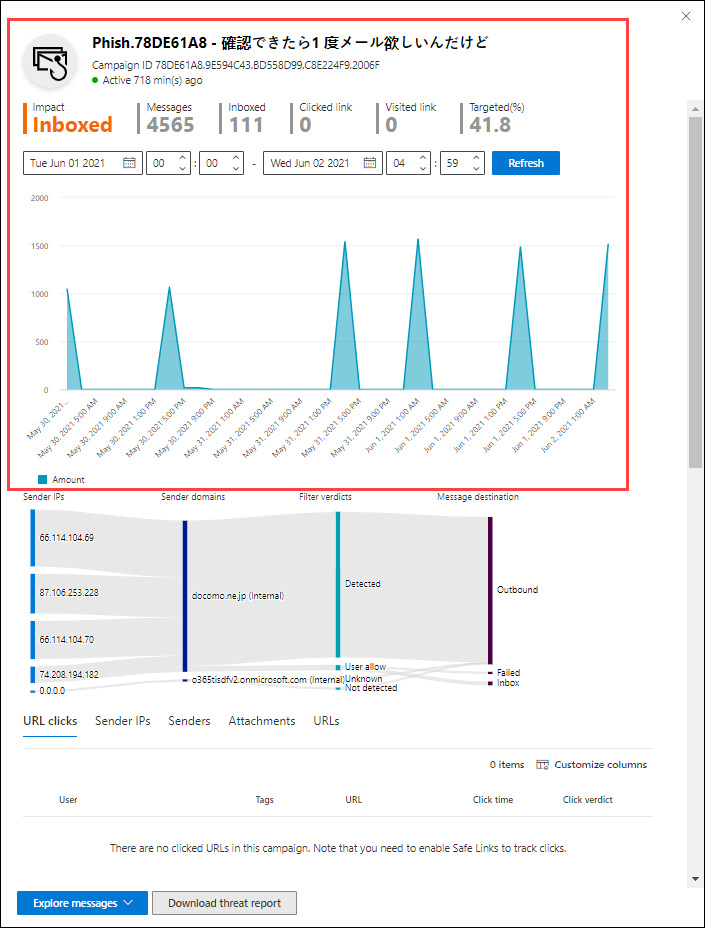 Phish.78DE61A8 - 確認できたら1 度メール欲しいんだけど
Campaign ID 78DE61A8.9E594C43.BD558D99.C8E224F9.2006F
Active 718 min(s) ago
Impact Messages Inboxed Clicked link Visited link Targeted(%)
Inboxed 4565 111 0 0 41.8
Tue Jun 01 2021 00 : 00 - Wed Jun 02 2021 04 : 59 Refresh
2000
1500
1000
500
0
May 30, 2021...
May 30, 2021 5:00 AM
May 30, 2021 9:00 AM
May 30, 2021 1:00 PM
May 30, 2021 5:00 PM
May 30, 2021 9:00 PM
May 31, 2021 1:00 AM
May 31, 2021 5:00 AM
May 31, 2021 9:00 AM
May 31, 2021 1:00 PM
May 31, 2021 5:00 PM
May 31, 2021 9:00 PM
Jun 1, 2021 1:00 AM
Jun 1, 2021 5:00 AM
Jun 1, 2021 9:00 AM
Jun 1, 2021 1:00 PM
Jun 1, 2021 5:00 PM
Jun 1, 2021 9:00 PM
Jun 2, 2021 1:00 AM
Amount
Sender IPs Sender domains Filter verdicts Message destination
66.114.104.69
87.106.253.228
66.114.104.70
74.208.194.182
0.0.0.0
docomo.ne.jp (Internal)
o365tisdfv2.onmicrosoft.com (Internal)
Detected
User allow
Unknown
Not detected
Outbound
Failed
Inbox
URL clicks Sender IPs Senders Attachments URLs
0 items Customize columns
User Tags URL Click time Click verdict
There are no clicked URLs in this campaign. Note that you need to enable Safe Links to track clicks.
Explore messages Download threat report